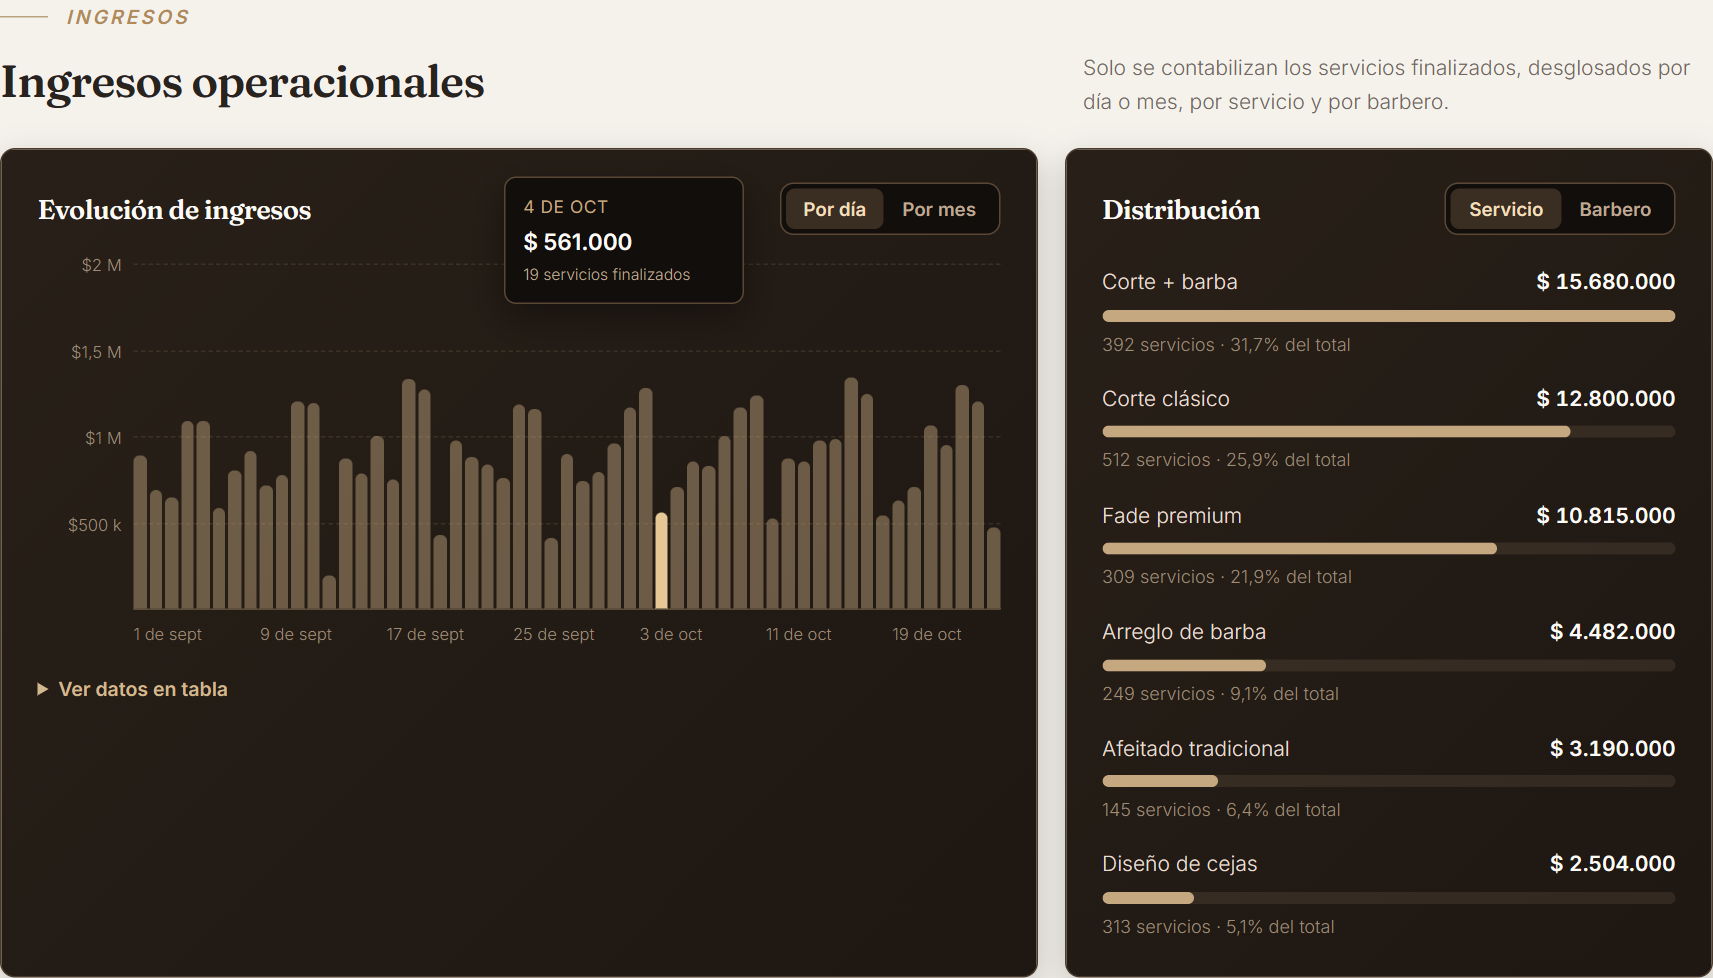 INGRESOS
Ingresos operacionales
Solo se contabilizan los servicios finalizados, desglosados por
día o mes, por servicio y por barbero.
Evolución de ingresos
4 DE OCT
$ 561.000
19 servicios finalizados
Por día
Por mes
$2 M
$1,5 M
$1 M
$500 k
1 de sept
9 de sept
17 de sept
25 de sept
3 de oct
11 de oct
19 de oct
Ver datos en tabla
Distribución
Servicio
Barbero
Corte + barba
$ 15.680.000
392 servicios · 31,7% del total
Corte clásico
$ 12.800.000
512 servicios · 25,9% del total
Fade premium
$ 10.815.000
309 servicios · 21,9% del total
Arreglo de barba
$ 4.482.000
249 servicios · 9,1% del total
Afeitado tradicional
$ 3.190.000
145 servicios · 6,4% del total
Diseño de cejas
$ 2.504.000
313 servicios · 5,1% del total